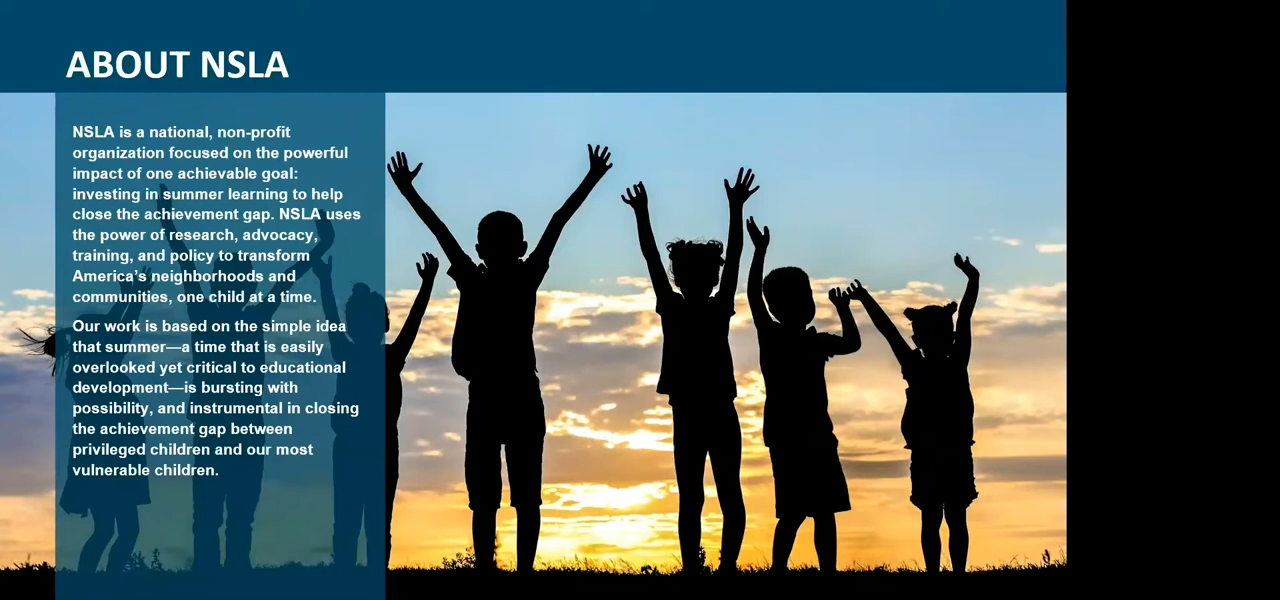 ABOUT NSLA
NSLA is a national, non-profit
organization focused on the powerful
impact of one achievable goal:
investing in summer learning to help
close the achievement gap. NSLA uses
the power of research, advocacy,
training, and policy to transform
America’s neighborhoods and
communities, one child at a time.
Our work is based on the simple idea
that summer—a time that is easily
overlooked yet critical to educational
development—is bursting with
possibility, and instrumental in closing
the achievement gap between
privileged children and our most
vulnerable children.